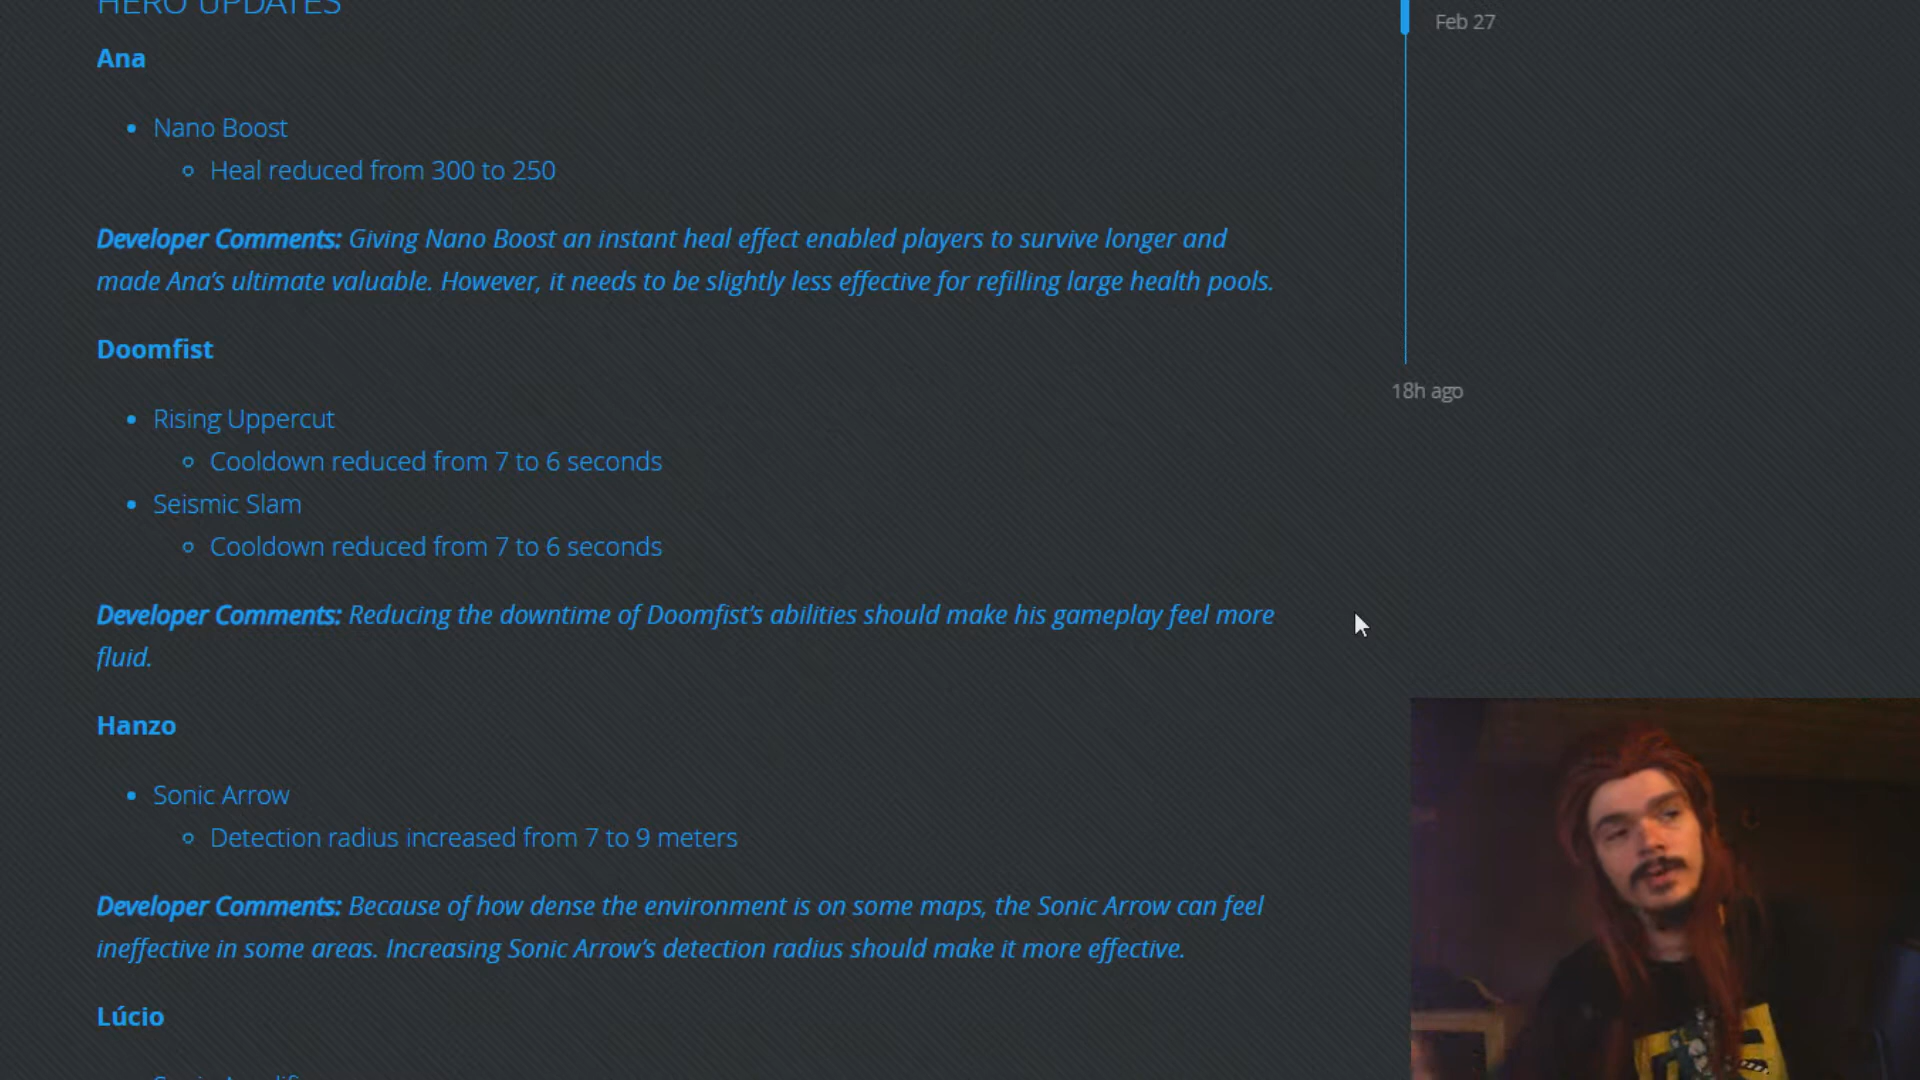 HERO UPDATES
Feb 27
Ana
Nano Boost
Heal reduced from 300 to 250
Developer Comments: Giving Nano Boost an instant heal effect enabled players to survive longer and
made Ana's ultimate valuable. However, it needs to be slightly less effective for refilling large health pools.
Doomfist
18h ago
Rising Uppercut
Cooldown reduced from 7 to 6 seconds
Seismic Slam
Cooldown reduced from 7 to 6 seconds
Developer Comments: Reducing the downtime of Doomfist's abilities should make his gameplay feel more
fluid.
Hanzo
Sonic Arrow
Detection radius increased from 7 to 9 meters
Developer Comments: Because of how dense the environment is on some maps, the Sonic Arrow can feel
ineffective in some areas. Increasing Sonic Arrow's detection radius should make it more effective.
Lúcio